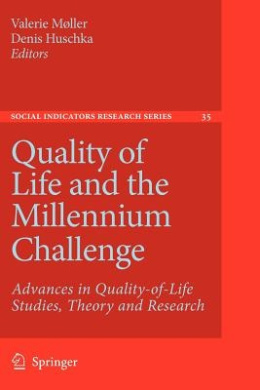 Valerie Møller
Denis Huschka
Editors
SOCIAL INDICATORS RESEARCH SERIES 35
Quality of
Life and the
Millennium
Challenge
Advances in Quality-of-Life
Studies, Theory and Research
Springer